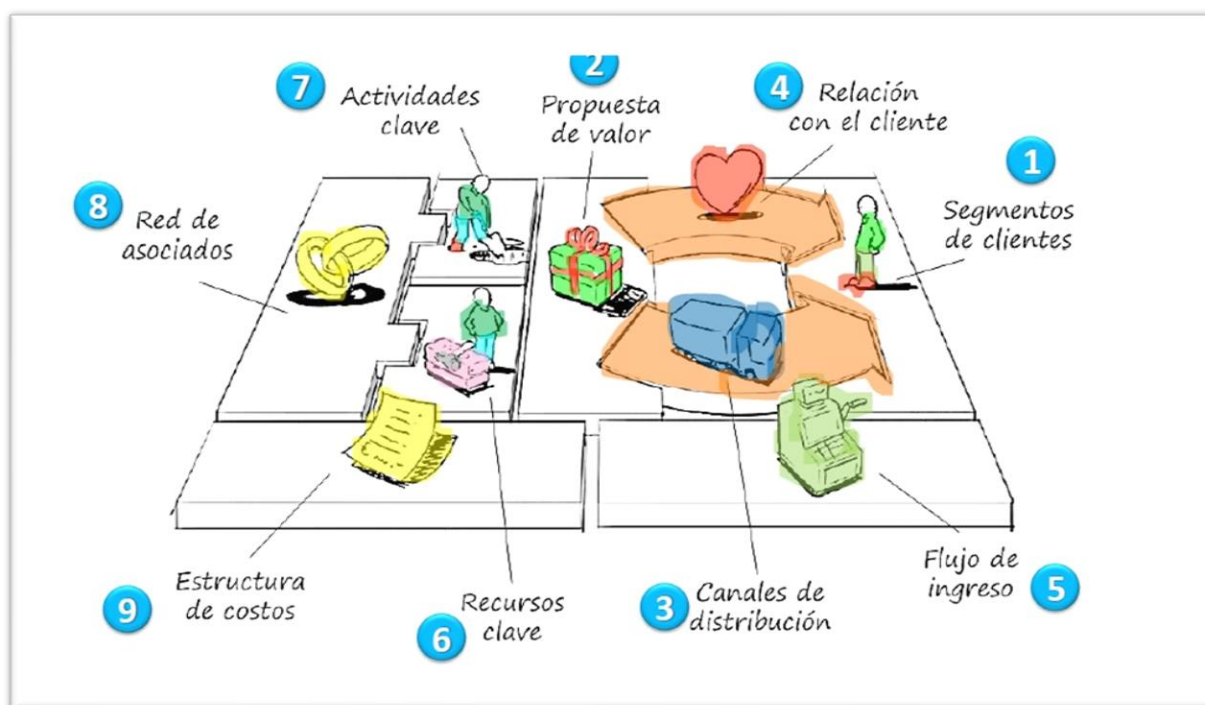 2
7
Actividades
clave
Propuesta
de valor
4
Relación
con el cliente
1
Segmentos
de clientes
8
Red de
asociados
9
Estructura
de costos
6
Recursos
clave
3
Canales de
distribución
Flujo de
ingreso
5